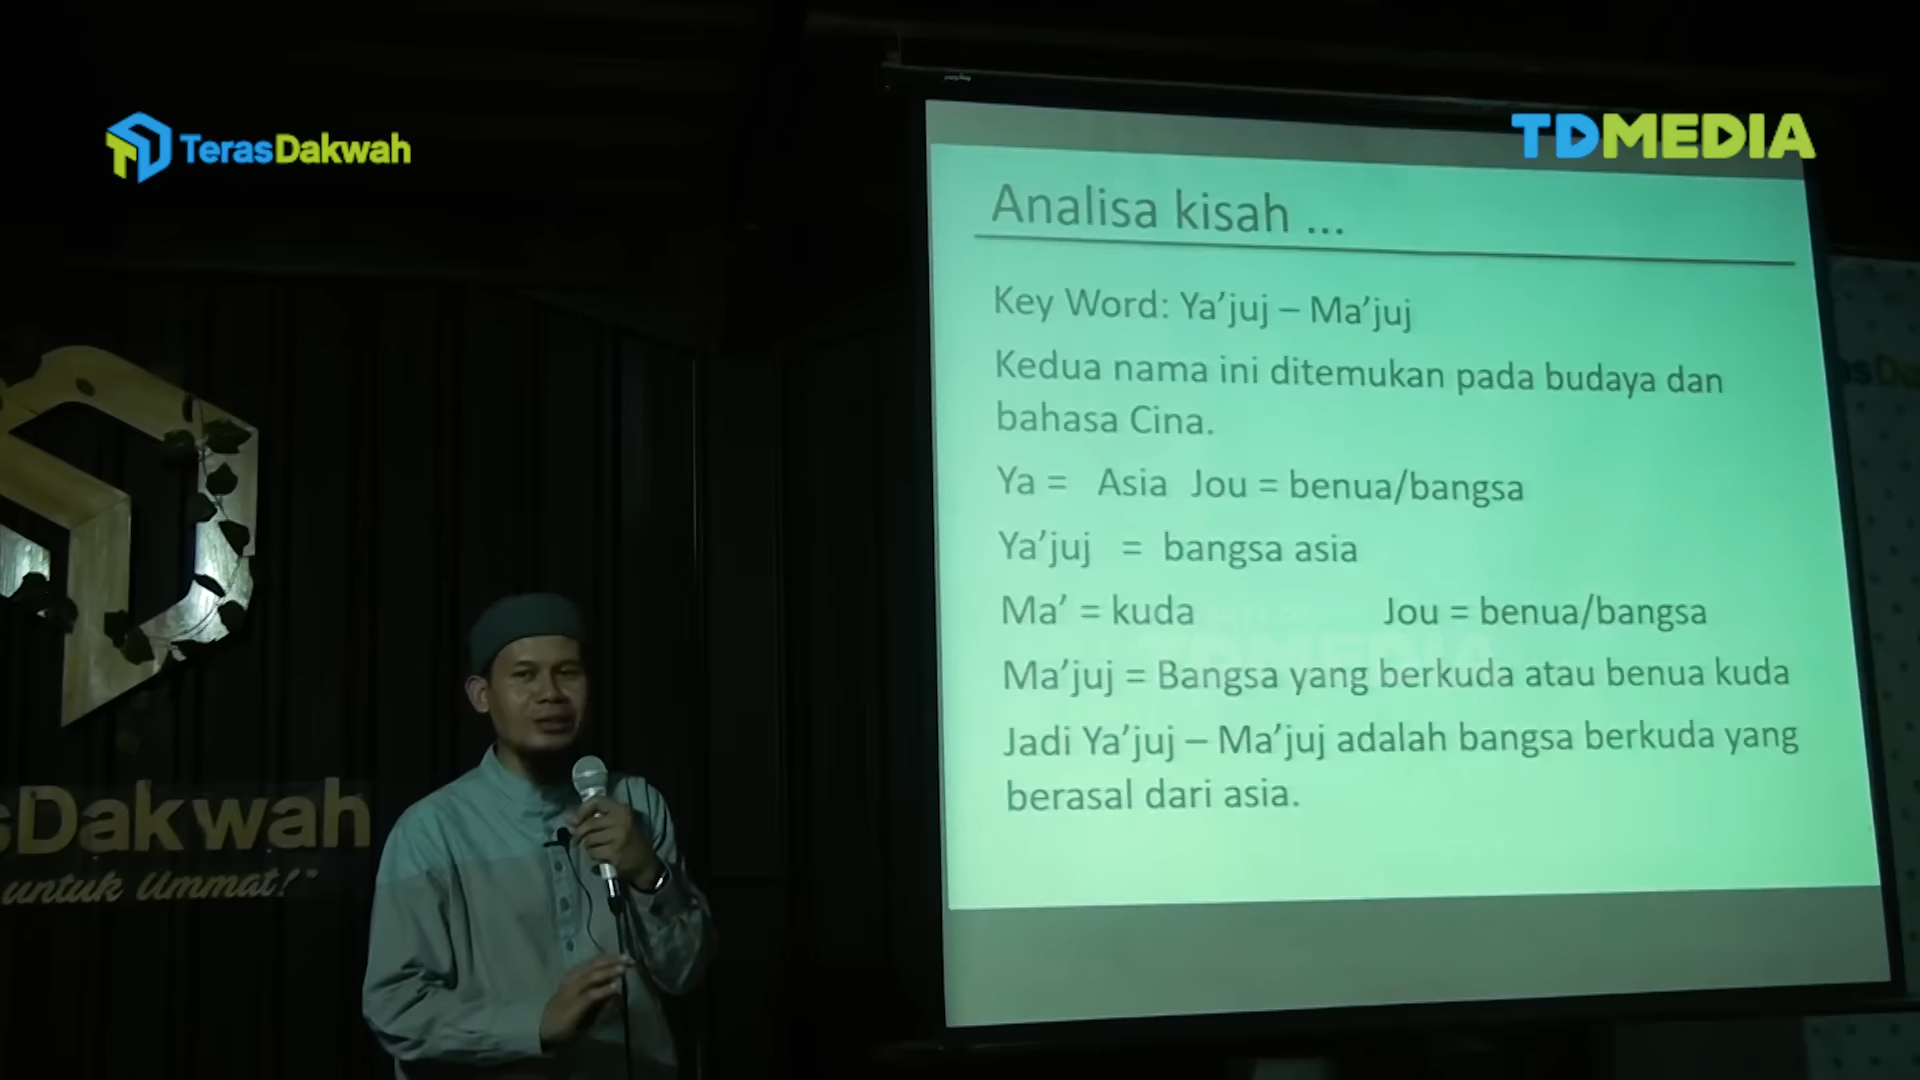 TerasDakwah
TDMEDIA
Analisa kisah ...
Key Word: Ya’juj – Ma’juj
Kedua nama ini ditemukan pada budaya dan
bahasa Cina.
Ya = Asia Jou = benua/bangsa
Ya’juj = bangsa asia
Ma’ = kuda Jou = benua/bangsa
Ma’juj = Bangsa yang berkuda atau benua kuda
Jadi Ya’juj – Ma’juj adalah bangsa berkuda yang
berasal dari asia.
sDakwah
untuk Ummat!"